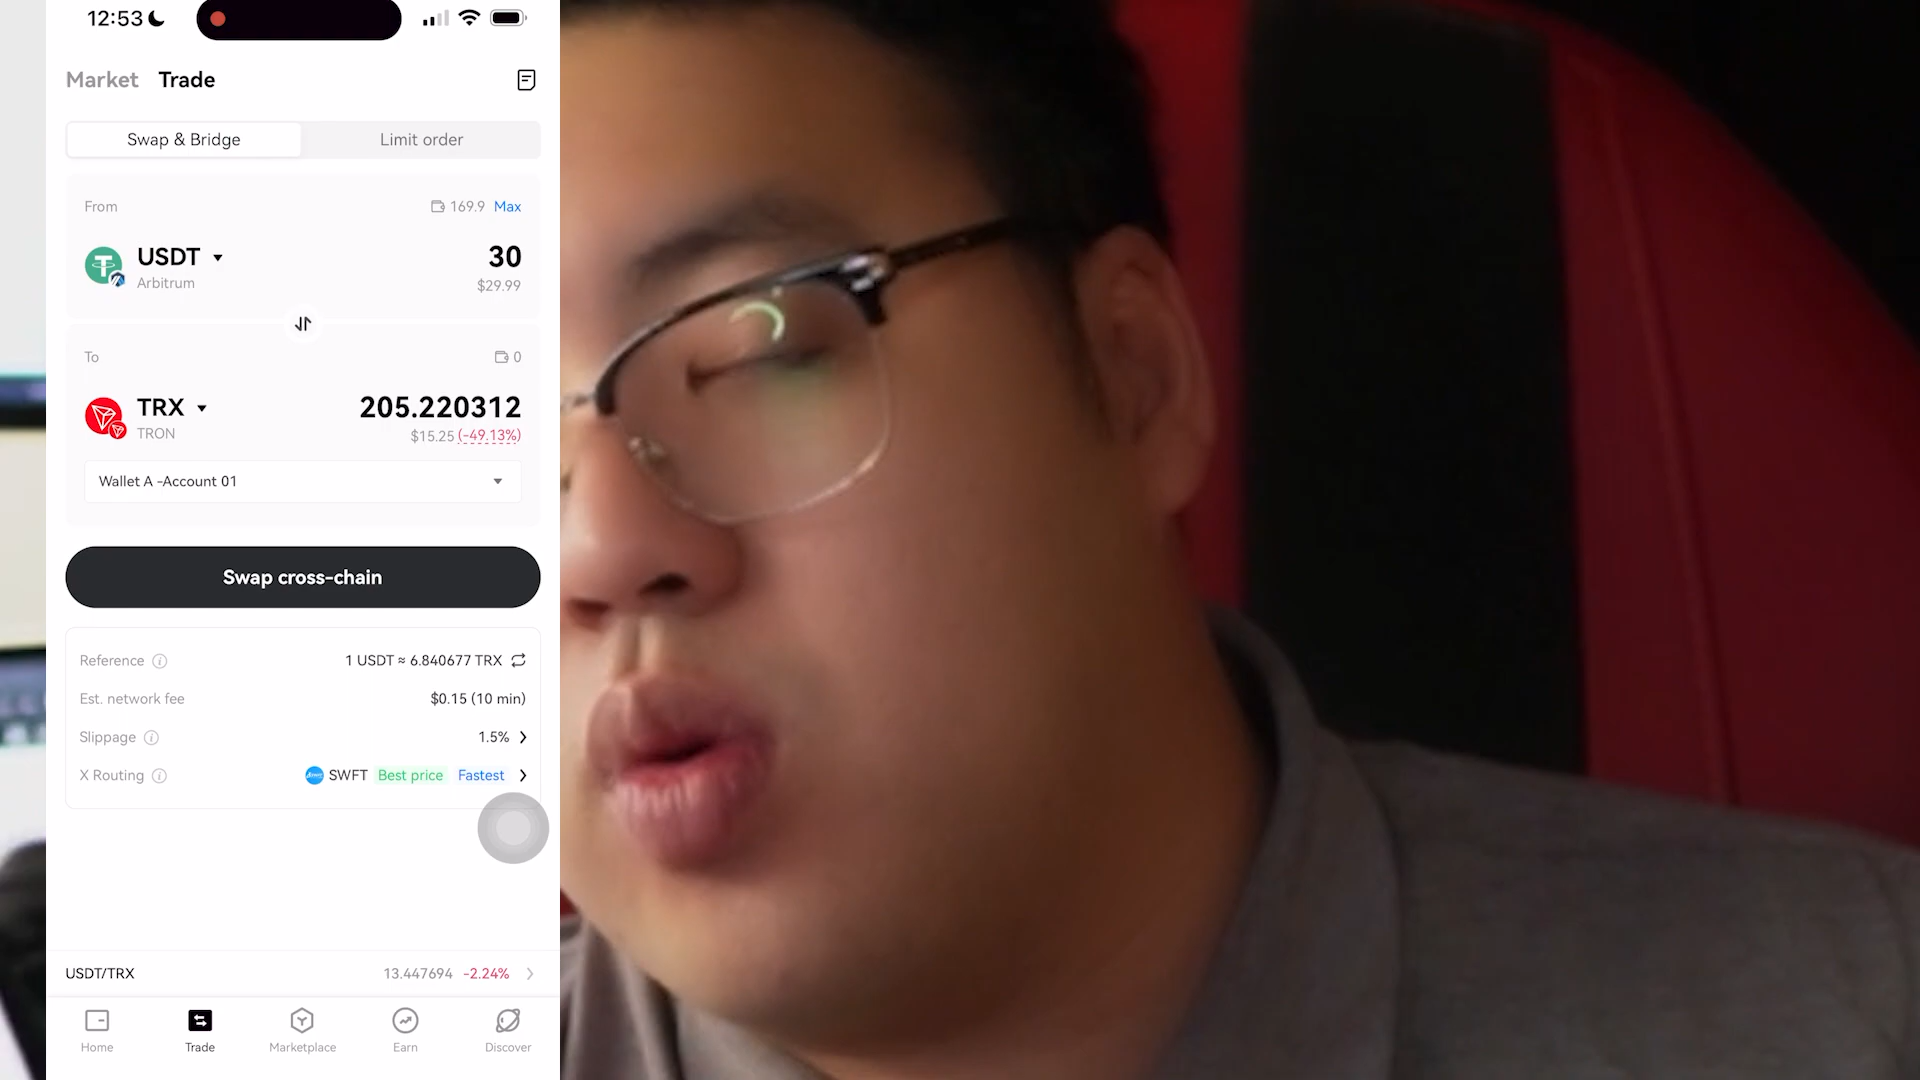 12:53
Market Trade
Swap & Bridge Limit order
From 169.9 Max
USDT 30
Arbitrum $29.99
To 0
TRX 205.220312
TRON $15.25 (-49.13%)
Wallet A -Account 01
Swap cross-chain
Reference 1 USDT ≈ 6.840677 TRX
Est. network fee $0.15 (10 min)
Slippage 1.5%
X Routing SWFT Best price Fastest
USDT/TRX 13.447694 -2.24%
Home Trade Marketplace Earn Discover